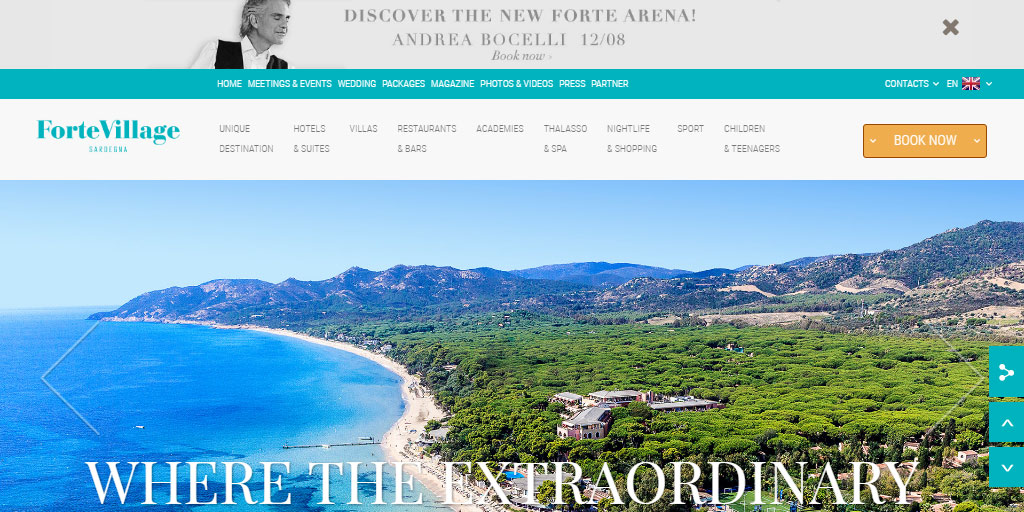 DISCOVER THE NEW FORTE ARENA!
ANDREA BOCELLI 12/08
Book now >
HOME MEETINGS & EVENTS WEDDING PACKAGES MAGAZINE PHOTOS & VIDEOS PRESS PARTNER
CONTACTS EN
ForteVillage
SARDEGNA
UNIQUE
DESTINATION
HOTELS
& SUITES
VILLAS
RESTAURANTS
& BARS
ACADEMIES
THALASSO
& SPA
NIGHTLIFE
& SHOPPING
SPORT
CHILDREN
& TEENAGERS
BOOK NOW
WHERE THE EXTRAORDINARY